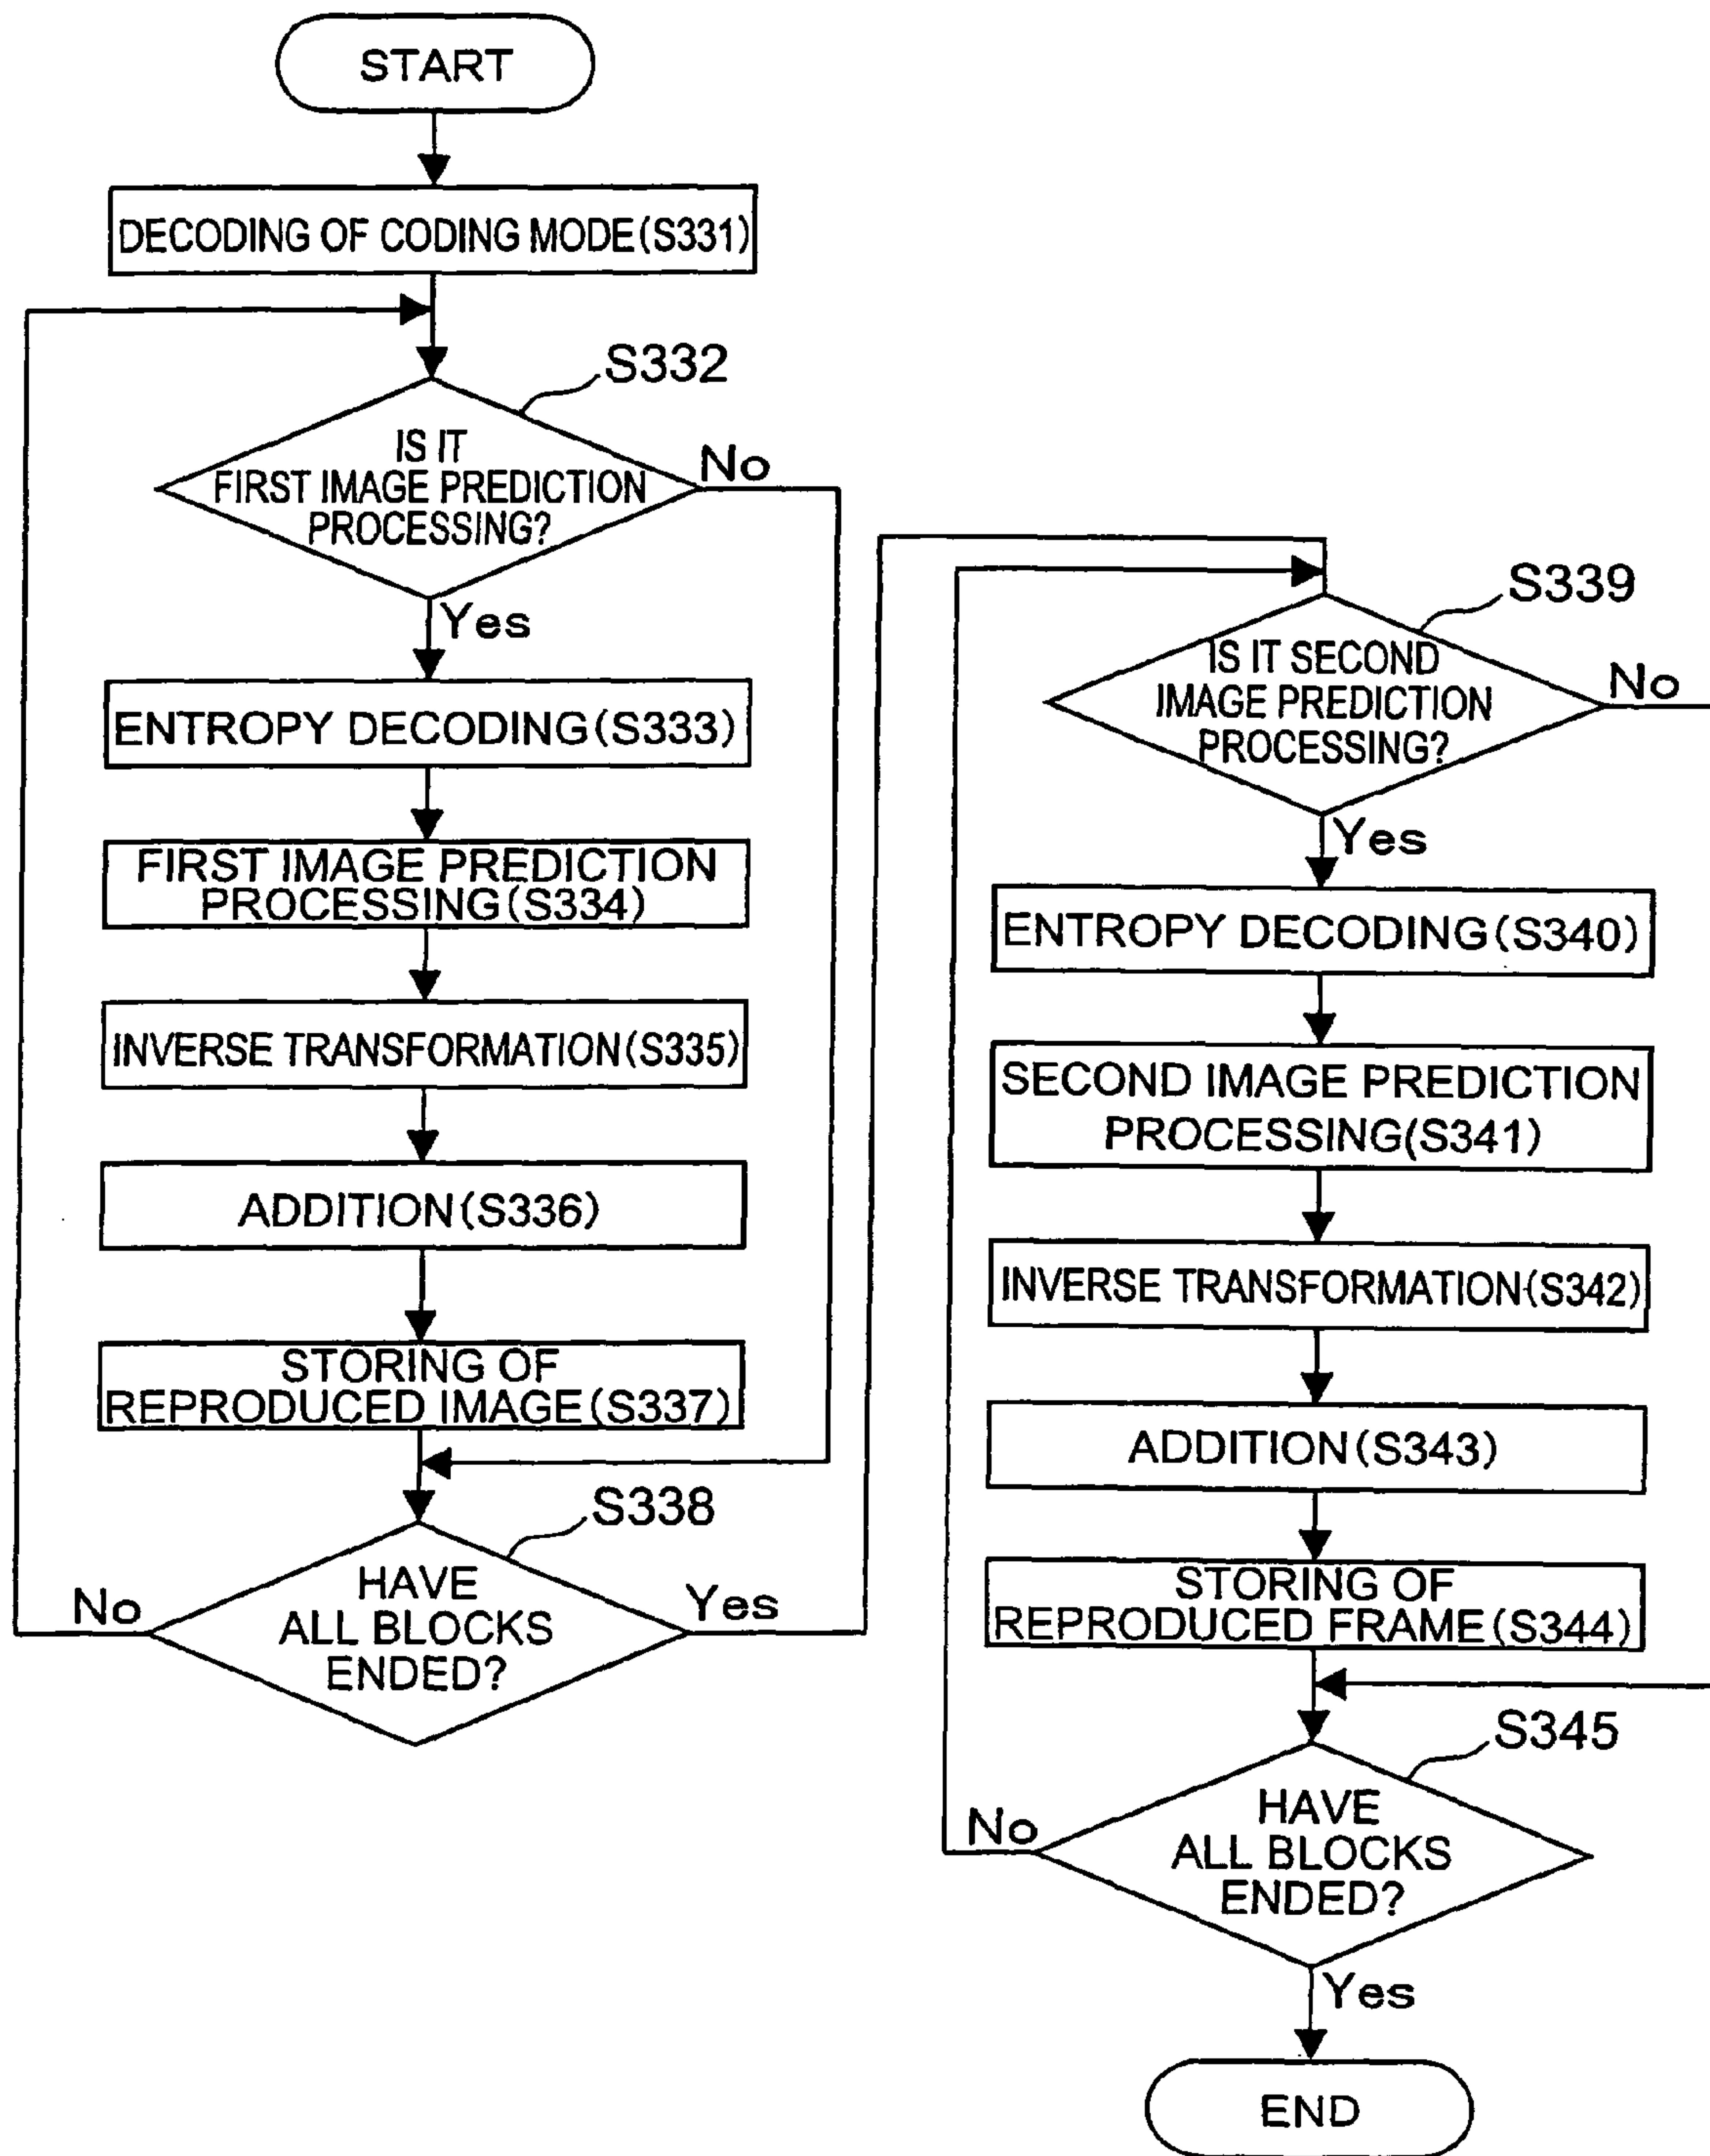 START
DECODING OF CODING MODE(S331)
S332
IS IT
FIRST IMAGE PREDICTION
PROCESSING?
No
Yes
ENTROPY DECODING(S333)
FIRST IMAGE PREDICTION
PROCESSING(S334)
INVERSE TRANSFORMATION(S335)
ADDITION(S336)
STORING OF
REPRODUCED IMAGE(S337)
S338
HAVE
ALL BLOCKS
ENDED?
No
Yes
S339
IS IT SECOND
IMAGE PREDICTION
PROCESSING?
No
Yes
ENTROPY DECODING(S340)
SECOND IMAGE PREDICTION
PROCESSING(S341)
INVERSE TRANSFORMATION(S342)
ADDITION(S343)
STORING OF
REPRODUCED FRAME(S344)
S345
HAVE
ALL BLOCKS
ENDED?
No
Yes
END